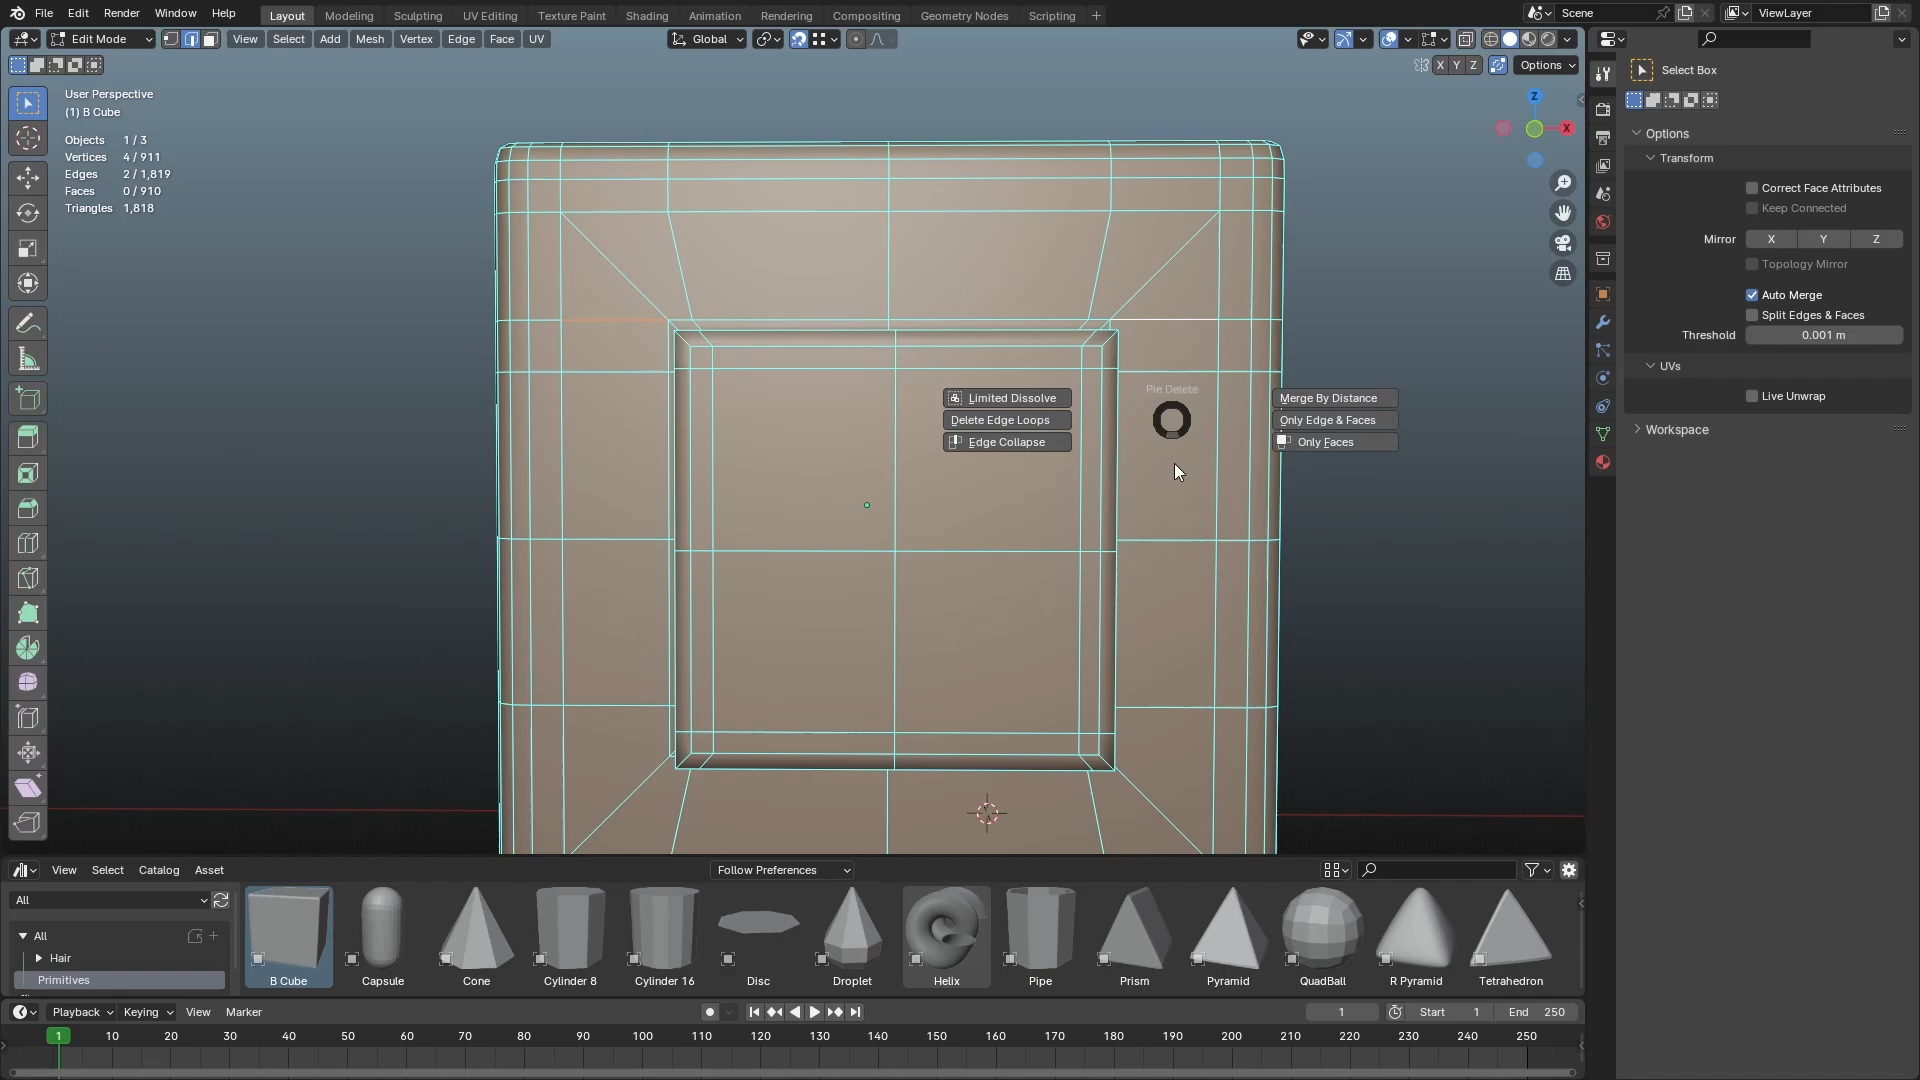 File Edit Render Window Help Layout Modeling Sculpting UV Editing Texture Paint Shading Animation Rendering Compositing Geometry Nodes Scripting + Scene ViewLayer
Edit Mode View Select Add Mesh Vertex Edge Face UV Global
X Y Z Options
Select Box
User Perspective
(1) B Cube
Objects 1 / 3
Vertices 4 / 911
Edges 2 / 1,819
Faces 0 / 910
Triangles 1,818
Z
X
Options
Transform
Correct Face Attributes
Keep Connected
Mirror X Y Z
Topology Mirror
Auto Merge
Split Edges & Faces
Threshold 0.001 m
UVs
Live Unwrap
Workspace
Pie Delete
Limited Dissolve
Delete Edge Loops
Edge Collapse
Merge By Distance
Only Edge & Faces
Only Faces
View Select Catalog Asset Follow Preferences
All
All
Hair
Primitives
B Cube Capsule Cone Cylinder 8 Cylinder 16 Disc Droplet Helix Pipe Prism Pyramid QuadBall R Pyramid Tetrahedron
Playback Keying View Marker 1 Start 1 End 250
1 10 20 30 40 50 60 70 80 90 100 110 120 130 140 150 160 170 180 190 200 210 220 230 240 250